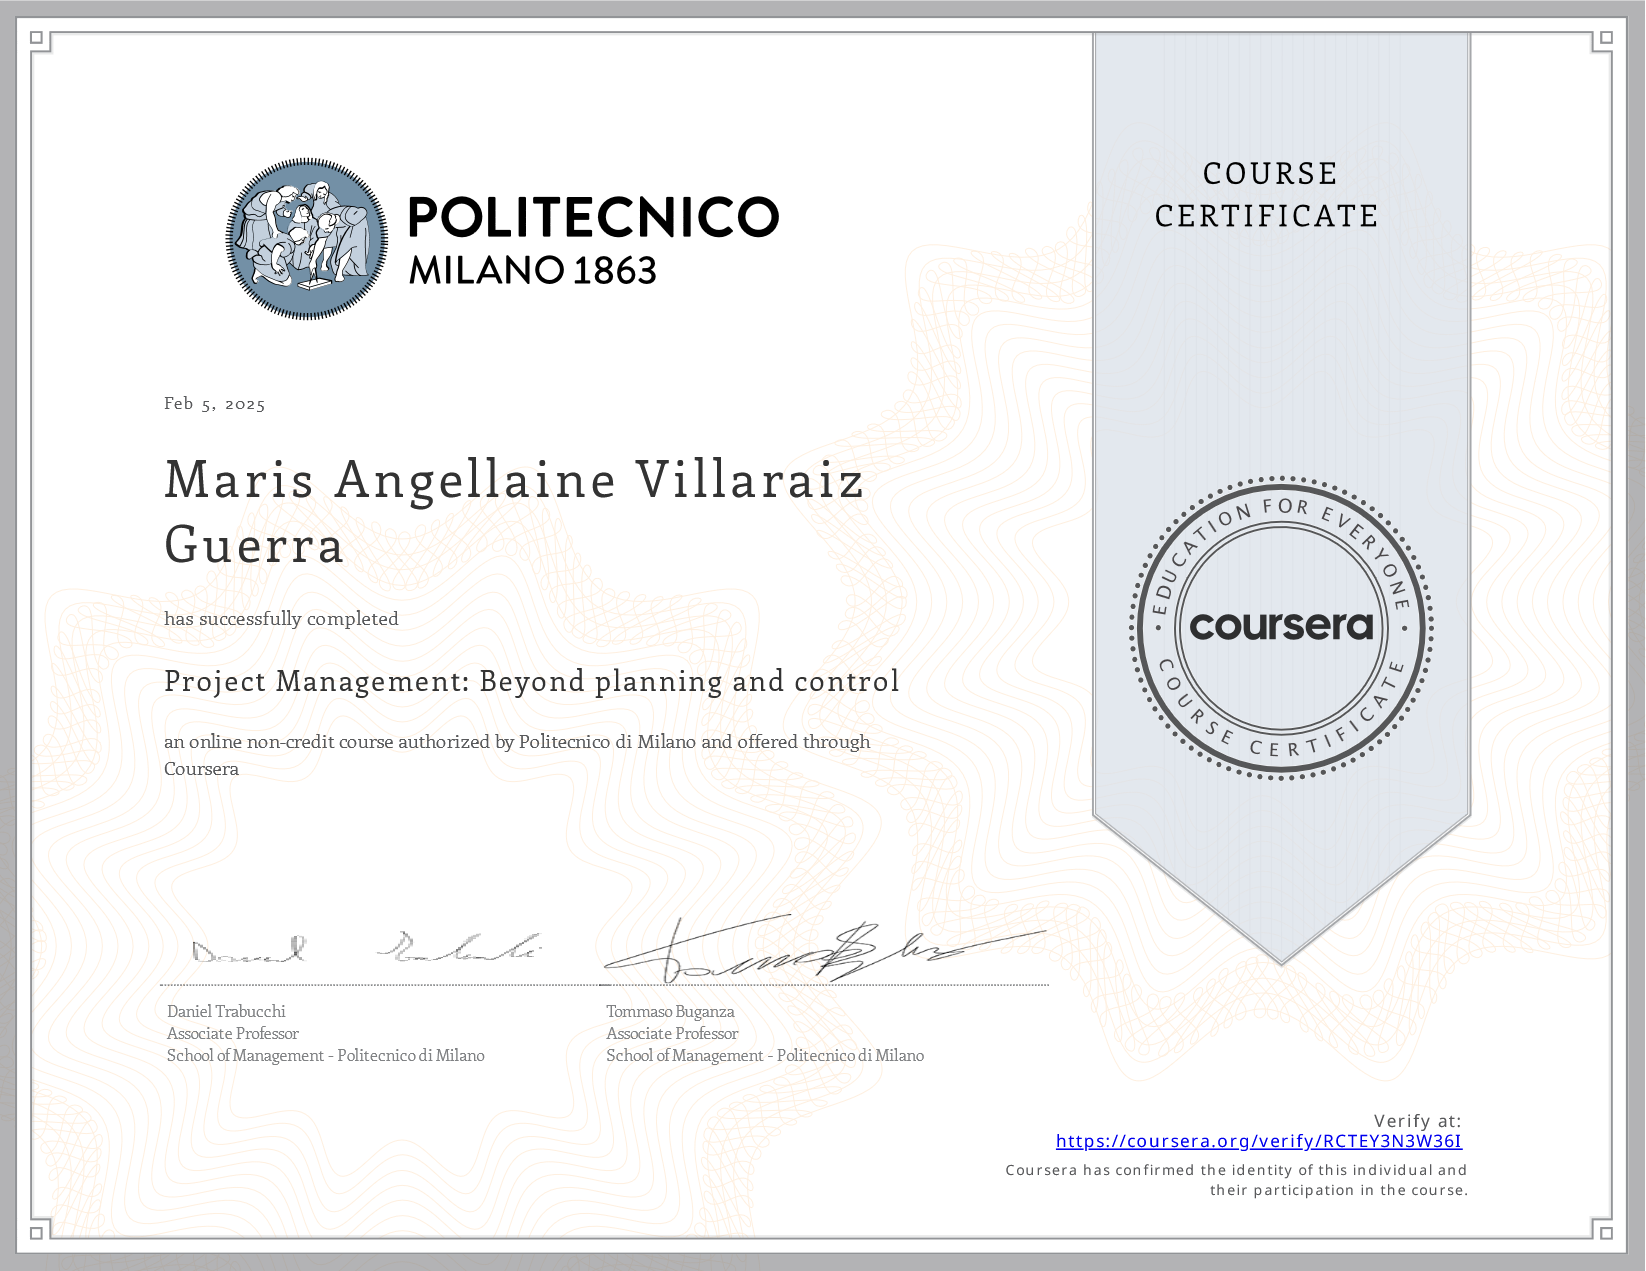 POLITECNICO
MILANO 1863
COURSE
CERTIFICATE
Feb 5, 2025
Maris Angellaine Villaraiz
Guerra
has successfully completed
Project Management: Beyond planning and control
an online non-credit course authorized by Politecnico di Milano and offered through
Coursera
EDUCATION FOR EVERYONE
coursera
COURSE CERTIFICATE
Daniel Trabucchi
Associate Professor
School of Management - Politecnico di Milano
Tommaso Buganza
Associate Professor
School of Management - Politecnico di Milano
Verify at:
https://coursera.org/verify/RCTEY3N3W36I
Coursera has confirmed the identity of this individual and
their participation in the course.